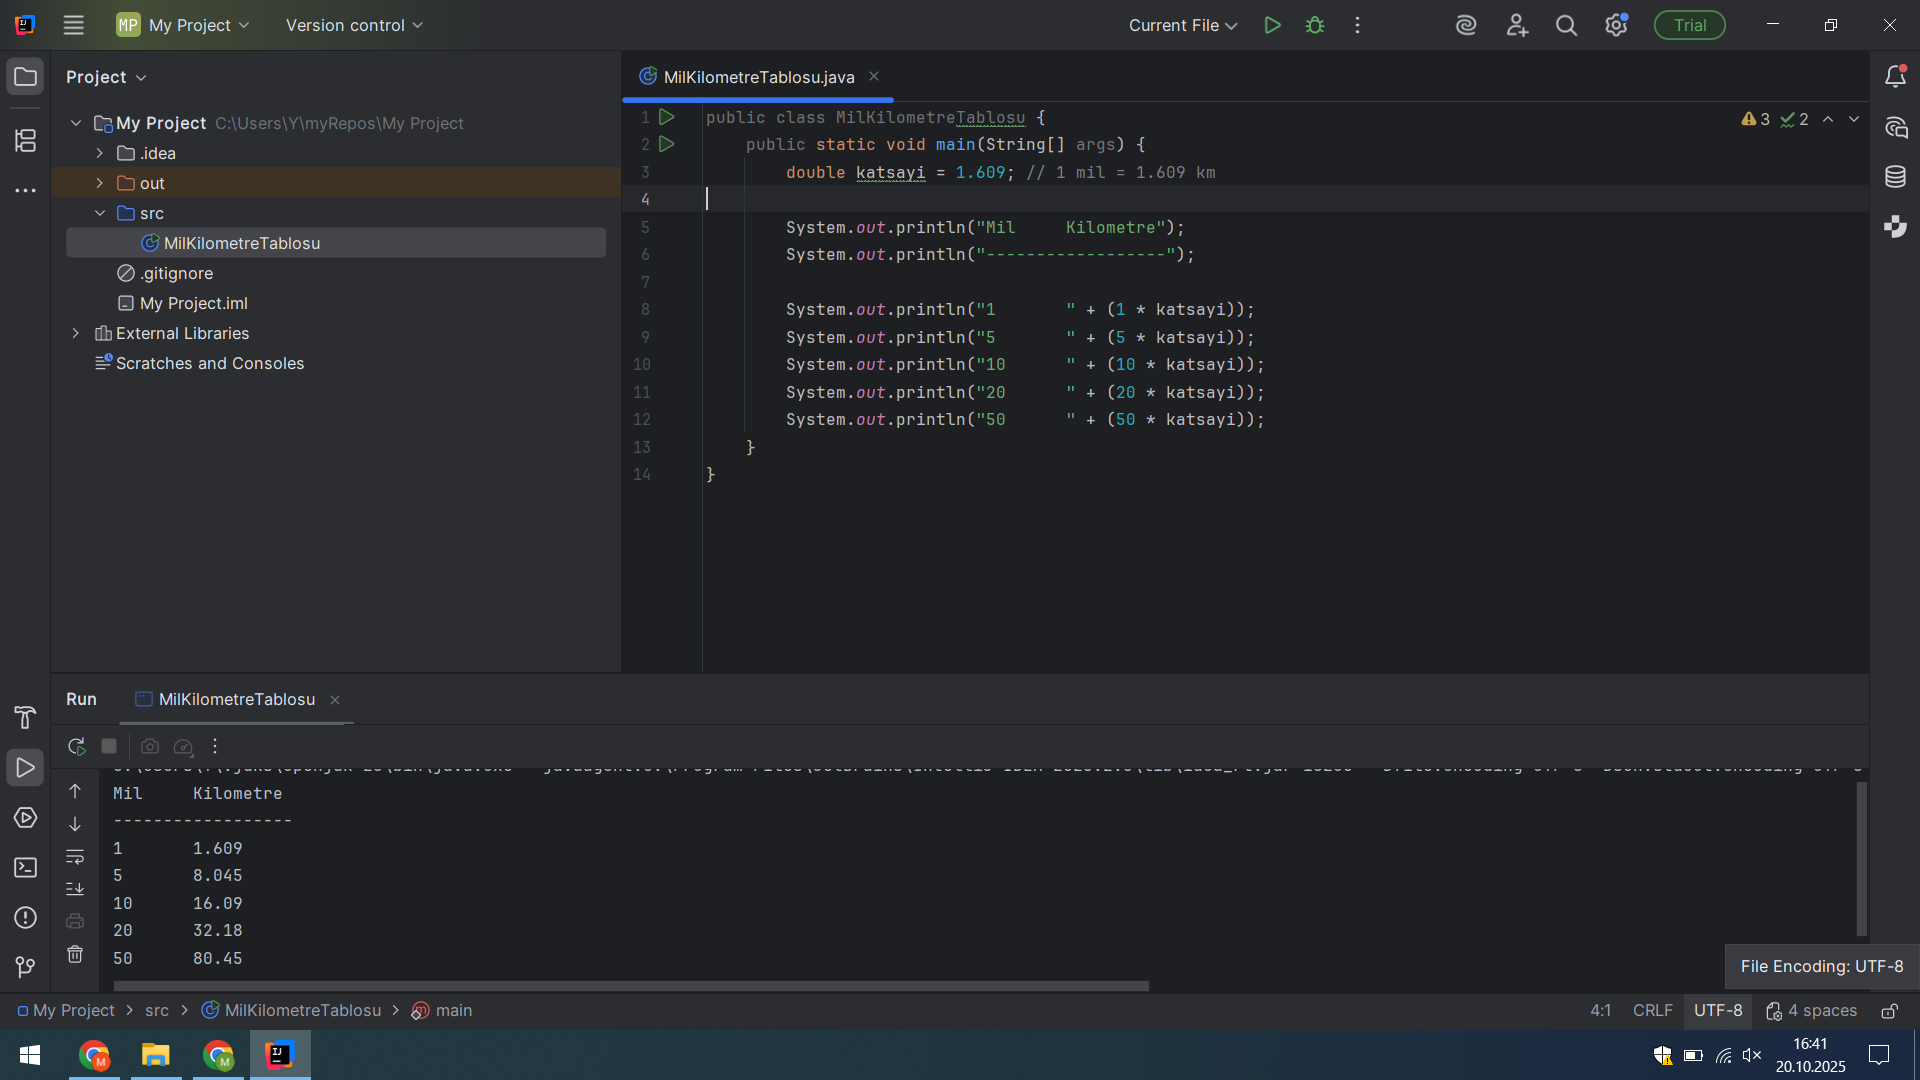 MP My Project Version control Current File Trial
Project
MilKilometreTablosu.java
My Project C:\Users\Y\myRepos\My Project
.idea
out
src
MilKilometreTablosu
.gitignore
My Project.iml
External Libraries
Scratches and Consoles
3 2
1 public class MilKilometreTablosu {
2 public static void main(String[] args) {
3 double katsayi = 1.609; // 1 mil = 1.609 km
4
5 System.out.println("Mil     Kilometre");
6 System.out.println("------------------");
7
8 System.out.println("1       " + (1 * katsayi));
9 System.out.println("5       " + (5 * katsayi));
10 System.out.println("10      " + (10 * katsayi));
11 System.out.println("20      " + (20 * katsayi));
12 System.out.println("50      " + (50 * katsayi));
13 }
14 }
Run MilKilometreTablosu
Mil     Kilometre
------------------
1       1.609
5       8.045
10      16.09
20      32.18
50      80.45
File Encoding: UTF-8
My Project > src > MilKilometreTablosu > main 4:1 CRLF UTF-8 4 spaces
16:41
20.10.2025